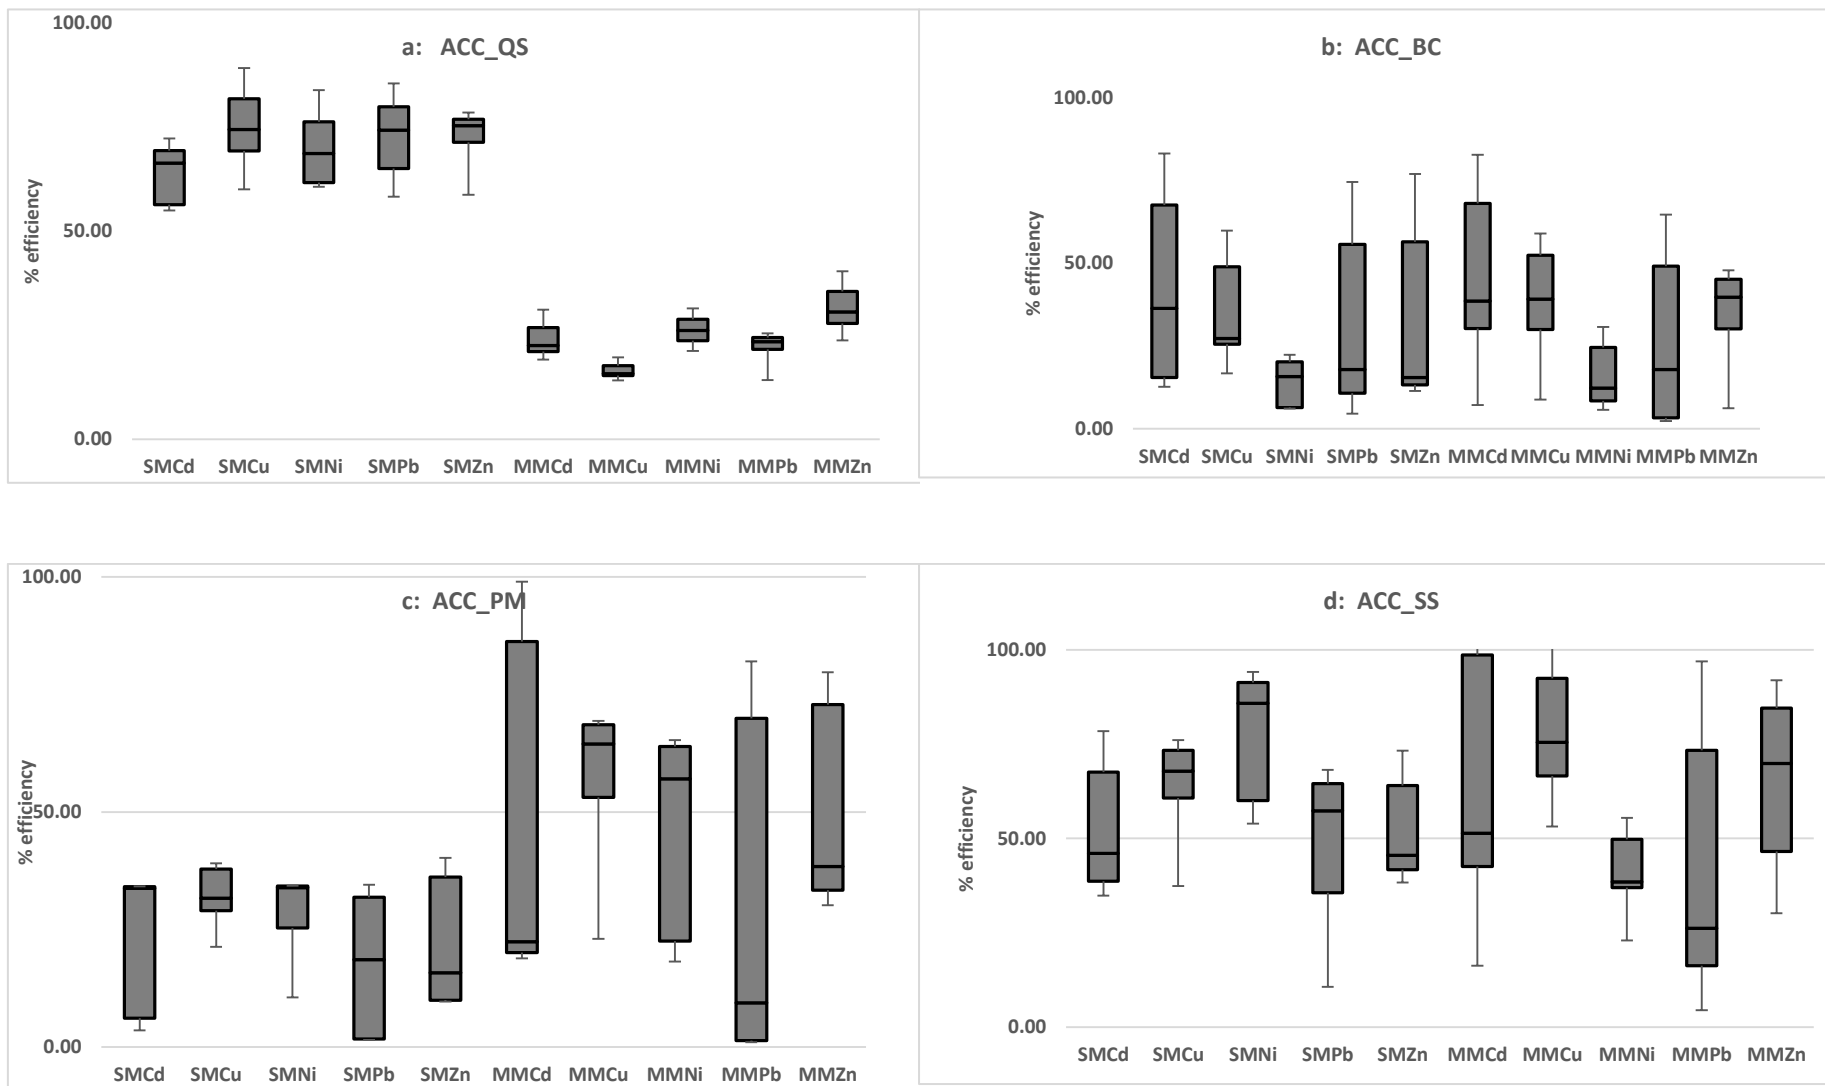 a: ACC_QS
100.00
50.00
0.00
% efficiency
SMCd SMCu SMNi SMPb SMZn MMCd MMCu MMNi MMPb MMZn
b: ACC_BC
100.00
50.00
0.00
% efficiency
SMCd SMCu SMNi SMPb SMZn MMCd MMCu MMNi MMPb MMZn
c: ACC_PM
100.00
50.00
0.00
% efficiency
SMCd SMCu SMNi SMPb SMZn MMCd MMCu MMNi MMPb MMZn
d: ACC_SS
100.00
50.00
0.00
% efficiency
SMCd SMCu SMNi SMPb SMZn MMCd MMCu MMNi MMPb MMZn